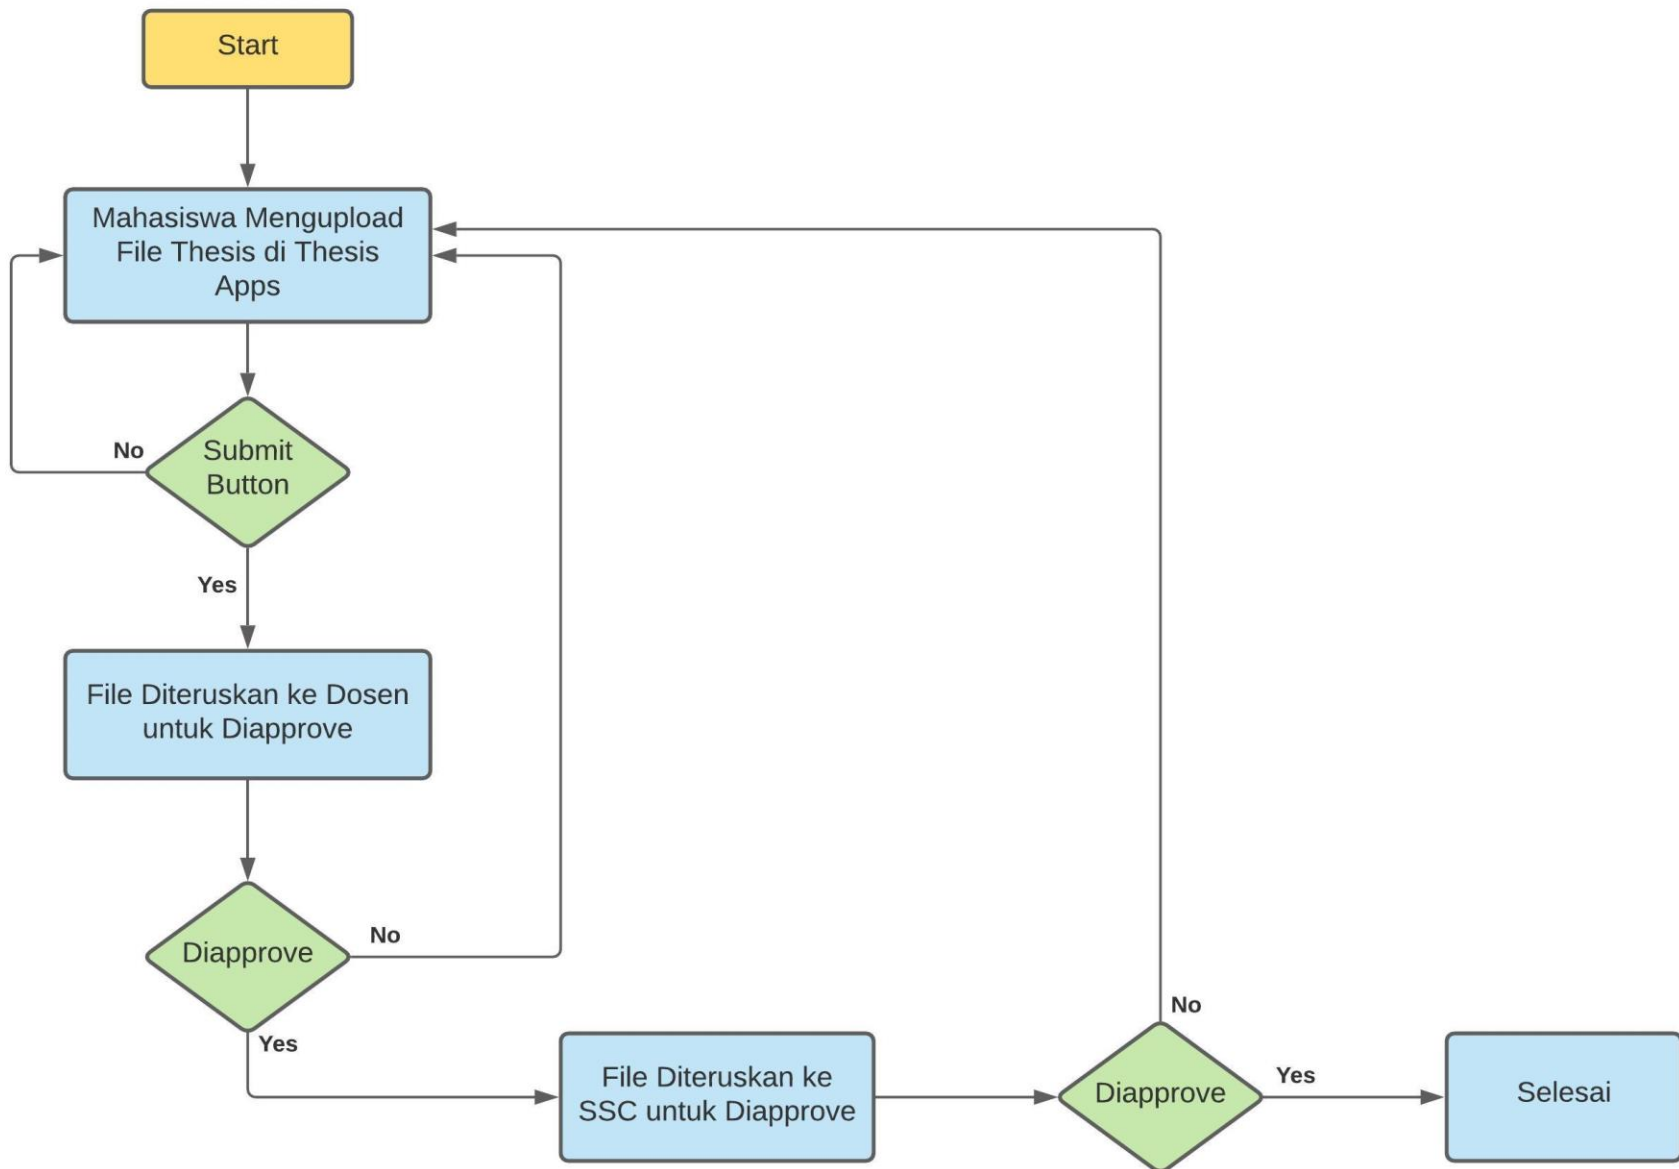 Start
Mahasiswa Mengupload
File Thesis di Thesis
Apps
No
Submit
Button
Yes
File Diteruskan ke Dosen
untuk Diapprove
Diapprove
No
Yes
File Diteruskan ke
SSC untuk Diapprove
No
Diapprove
Yes
Selesai